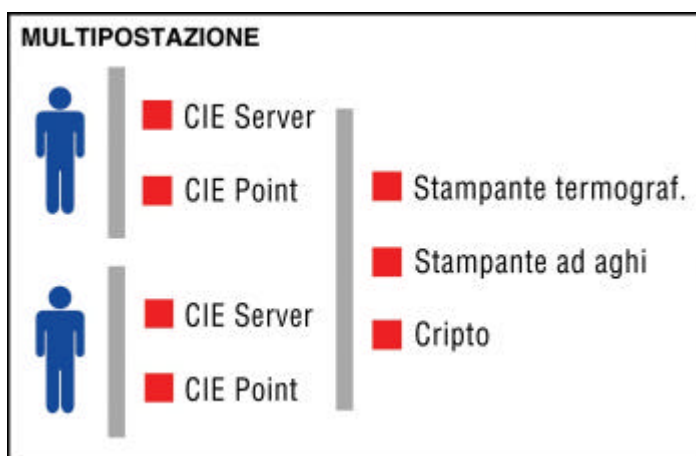 MULTIPOSTAZIONE
CIE Server
CIE Point
CIE Server
CIE Point
Stampante termograf.
Stampante ad aghi
Cripto